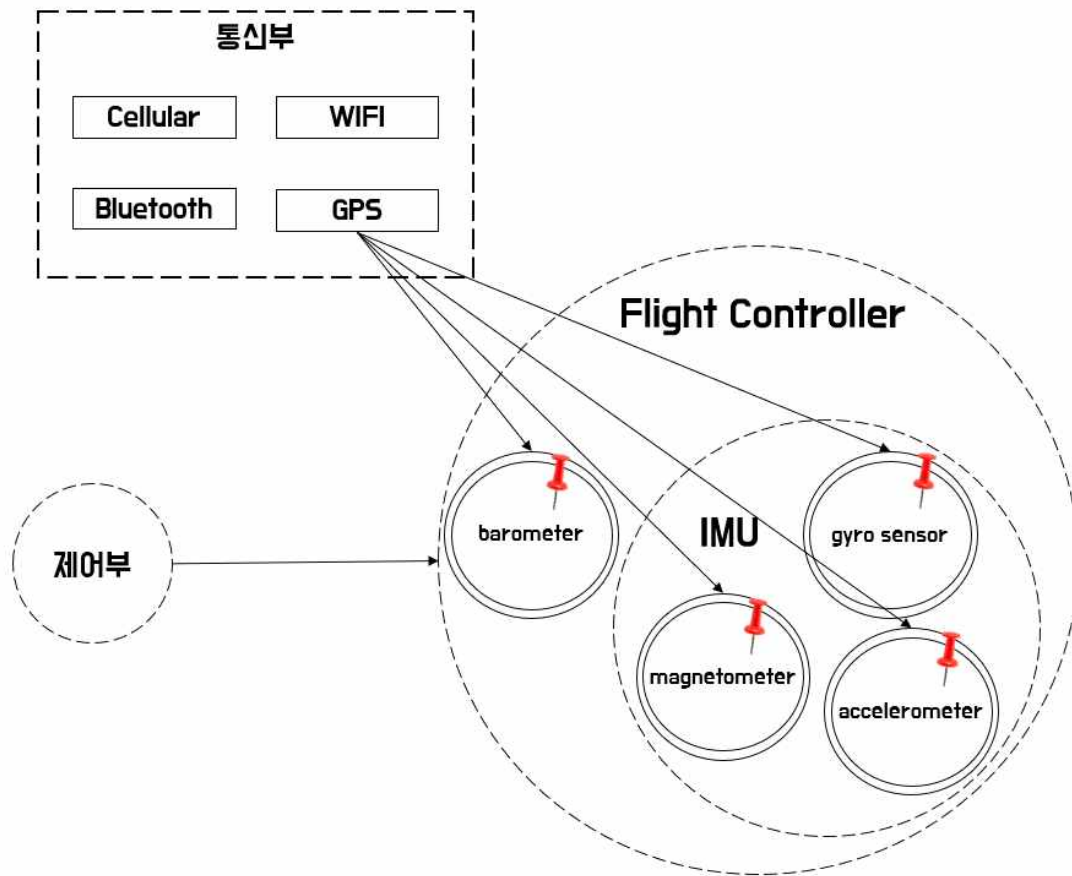 통신부
Cellular
WIFI
Bluetooth
GPS
Flight Controller
barometer
IMU
gyro sensor
제어부
magnetometer
accelerometer